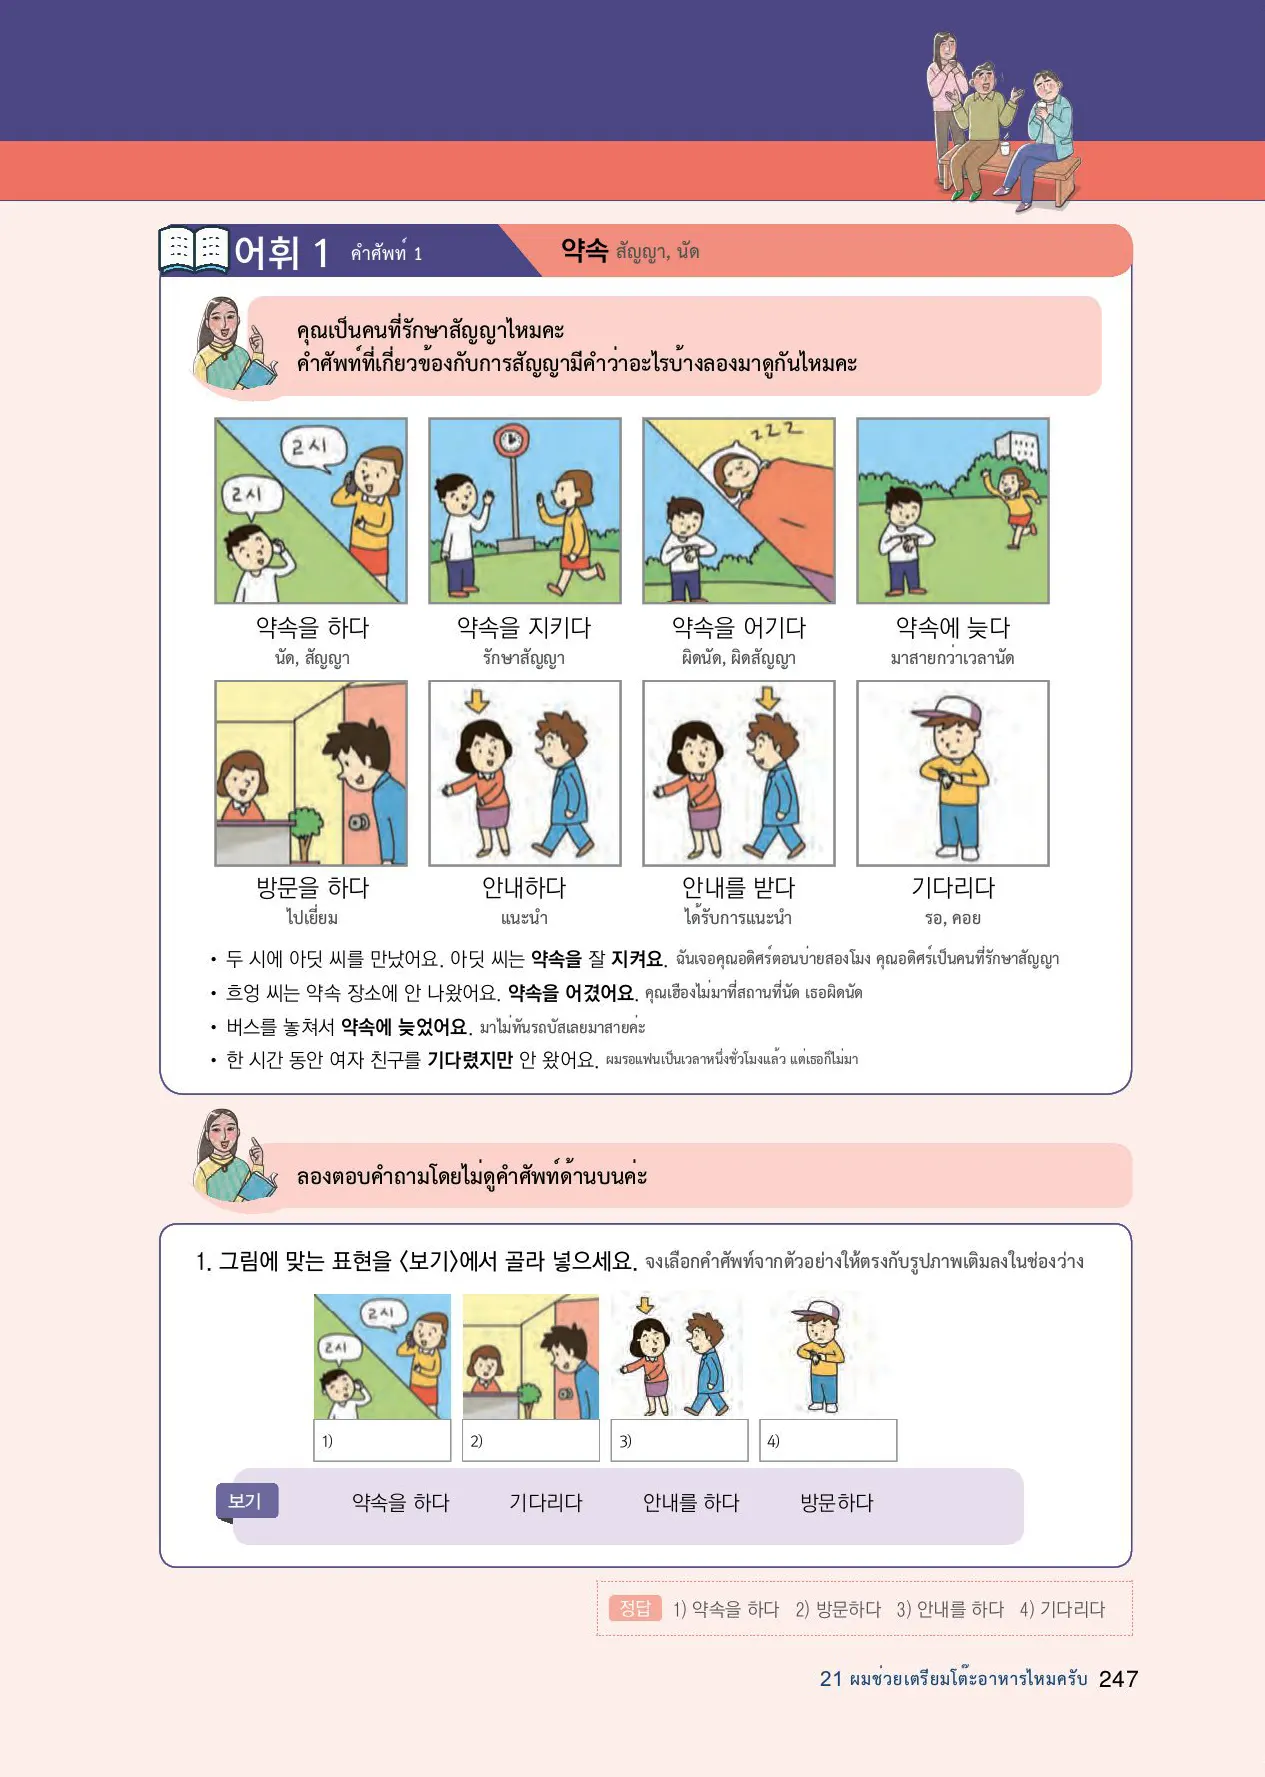 어휘 1 คำศัพท์ 1 약속 สัญญา, นัด
คุณเป็นคนที่รักษาสัญญาไหมคะ
คำศัพท์ที่เกี่ยวข้องกับการสัญญามีคำว่าอะไรบ้างลองมาดูกันไหมคะ
2시
2시
zzz
약속을 하다 약속을 지키다 약속을 어기다 약속에 늦다
นัด, สัญญา รักษาสัญญา ผิดนัด, ผิดสัญญา มาสายกว่าเวลานัด
방문을 하다 안내하다 안내를 받다 기다리다
ไปเยี่ยม แนะนำ ได้รับการแนะนำ รอ, คอย
• 두 시에 아딧 씨를 만났어요. 아딧 씨는 약속을 잘 지켜요. ฉันเจอคุณอดิศร์ตอนบ่ายสองโมง คุณอดิศร์เป็นคนที่รักษาสัญญา
• 흐엉 씨는 약속 장소에 안 나왔어요. 약속을 어겼어요. คุณเฮืองไม่มาที่สถานที่นัด เธอผิดนัด
• 버스를 놓쳐서 약속에 늦었어요. มาไม่ทันรถบัสเลยมาสายค่ะ
• 한 시간 동안 여자 친구를 기다렸지만 안 왔어요. ผมรอแฟนเป็นเวลาหนึ่งชั่วโมงแล้ว แต่เธอก็ไม่มา
ลองตอบคำถามโดยไม่ดูคำศัพท์ด้านบนค่ะ
1. 그림에 맞는 표현을 〈보기〉에서 골라 넣으세요. จงเลือกคำศัพท์จากตัวอย่างให้ตรงกับรูปภาพเติมลงในช่องว่าง
2시
2시
1) 2) 3) 4)
보기 약속을 하다 기다리다 안내를 하다 방문하다
정답 1) 약속을 하다 2) 방문하다 3) 안내를 하다 4) 기다리다
21 ผมช่วยเตรียมโต๊ะอาหารไหมครับ 247